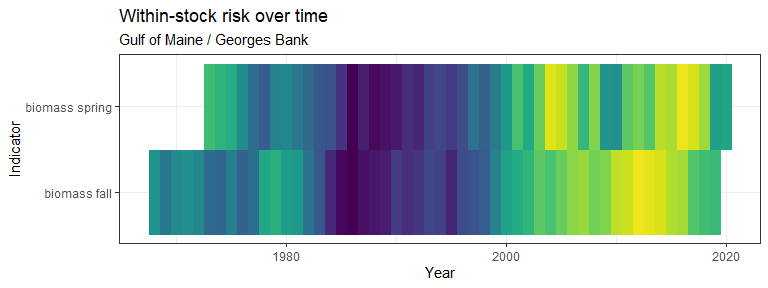 Within-stock risk over time
Gulf of Maine / Georges Bank
Indicator
biomass spring
biomass fall
1980
2000
2020
Year